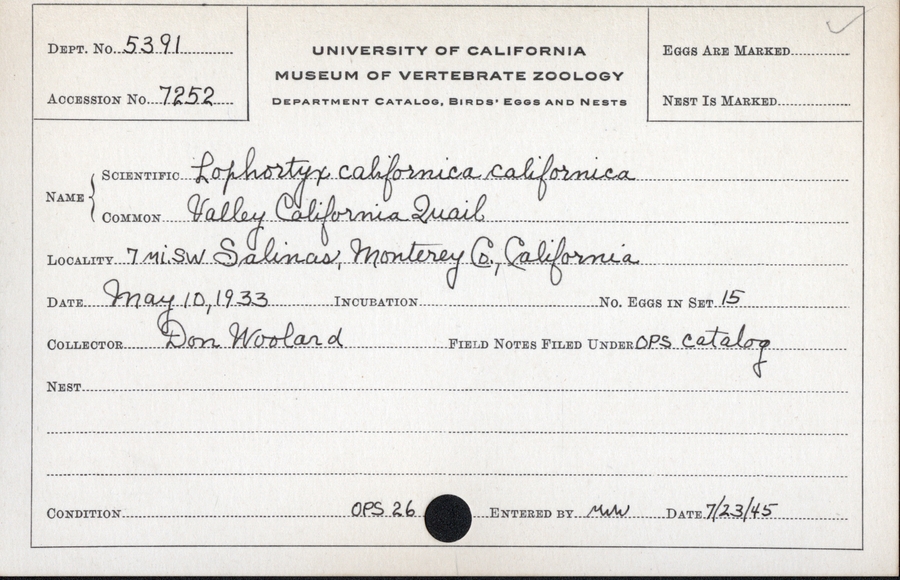 DEPT. No. 5391
ACCESSION No. 7252
UNIVERSITY OF CALIFORNIA
MUSEUM OF VERTEBRATE ZOOLOGY
DEPARTMENT CATALOG, BIRDS' EGGS AND NESTS
EGGS ARE MARKED
NEST IS MARKED
NAME
SCIENTIFIC Lophortyx californica californica
COMMON Valley California Quail
LOCALITY 7 mi SW Salinas, Monterey Co., California
DATE May 10, 1933 INCUBATION NO. EGGS IN SET 15
COLLECTOR Don Woolard FIELD NOTES FILED UNDER OPS catalog
NEST
CONDITION OPS 26 ENTERED BY DATE 7/23/45